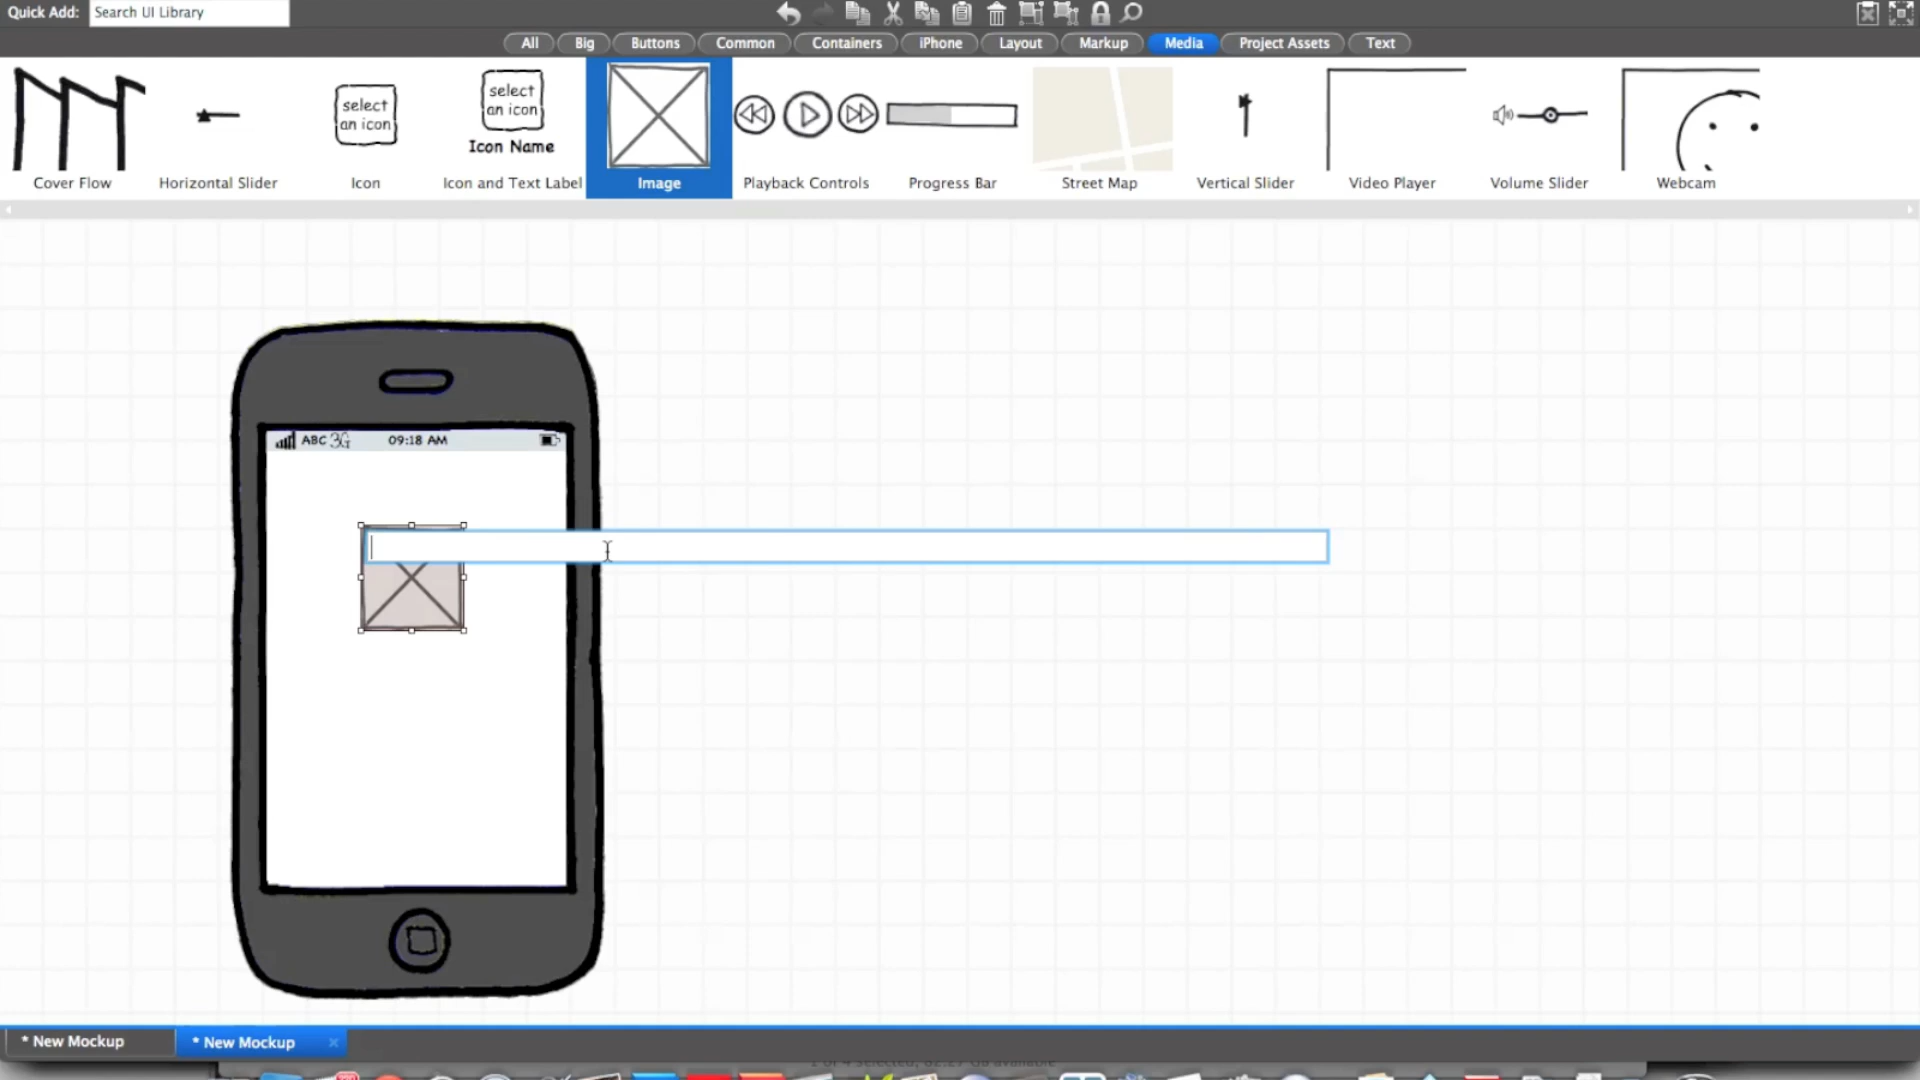 Quick Add: Search UI Library
All Big Buttons Common Containers iPhone Layout Markup Media Project Assets Text
select an icon
select an icon
Icon Name
Cover Flow Horizontal Slider Icon Icon and Text Label Image Playback Controls Progress Bar Street Map Vertical Slider Video Player Volume Slider Webcam
ABC 3G 09:18 AM
* New Mockup * New Mockup